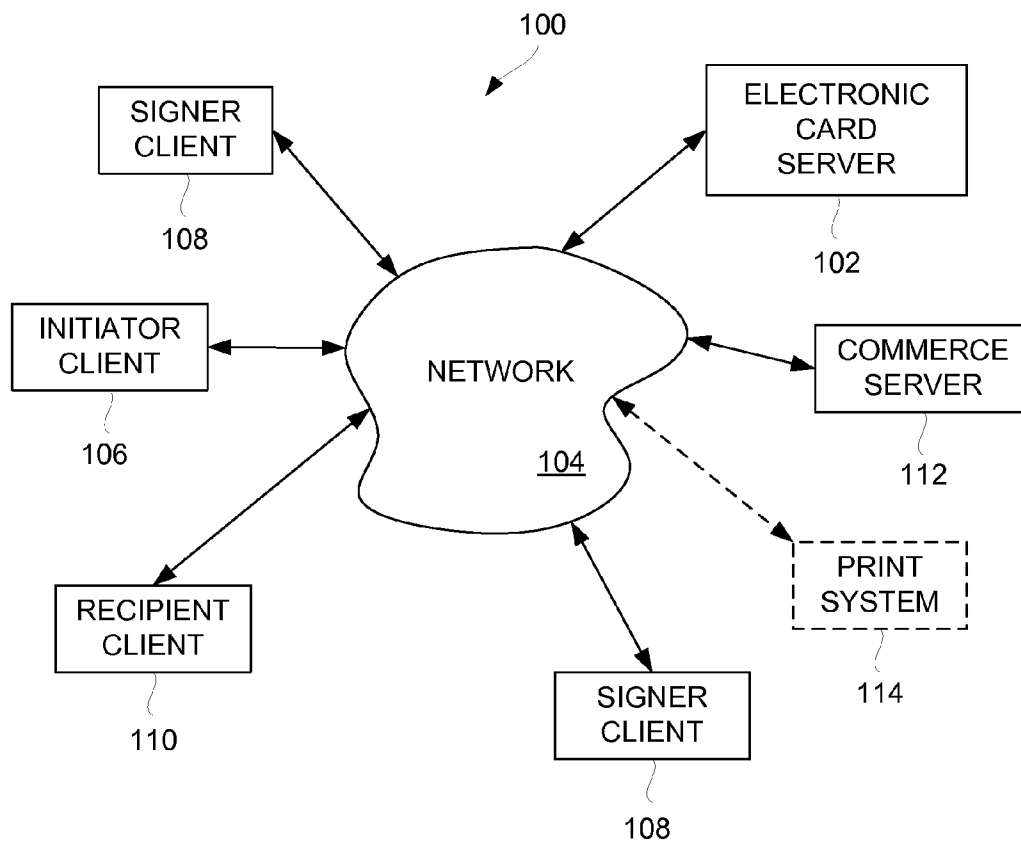 100
SIGNER
CLIENT
108
ELECTRONIC
CARD
SERVER
102
INITIATOR
CLIENT
106
NETWORK
104
COMMERCE
SERVER
112
RECIPIENT
CLIENT
110
PRINT
SYSTEM
114
SIGNER
CLIENT
108